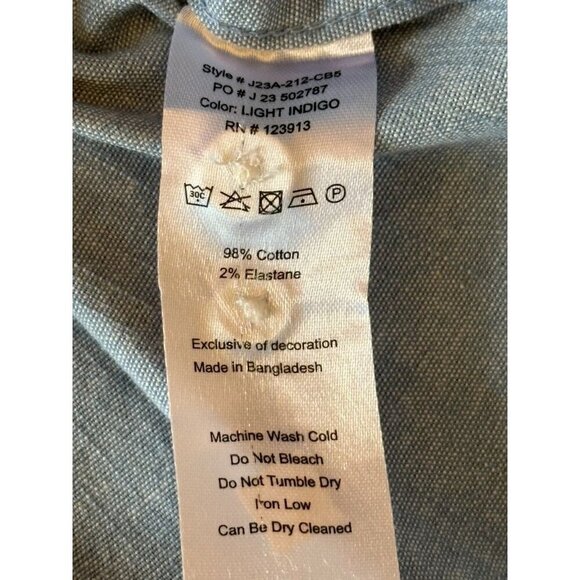 Style # J23A-212-CB5
PO # J 23 502787
Color: LIGHT INDIGO
RN # 123913
30C P
98% Cotton
2% Elastane
Exclusive of decoration
Made in Bangladesh
Machine Wash Cold
Do Not Bleach
Do Not Tumble Dry
Iron Low
Can Be Dry Cleaned